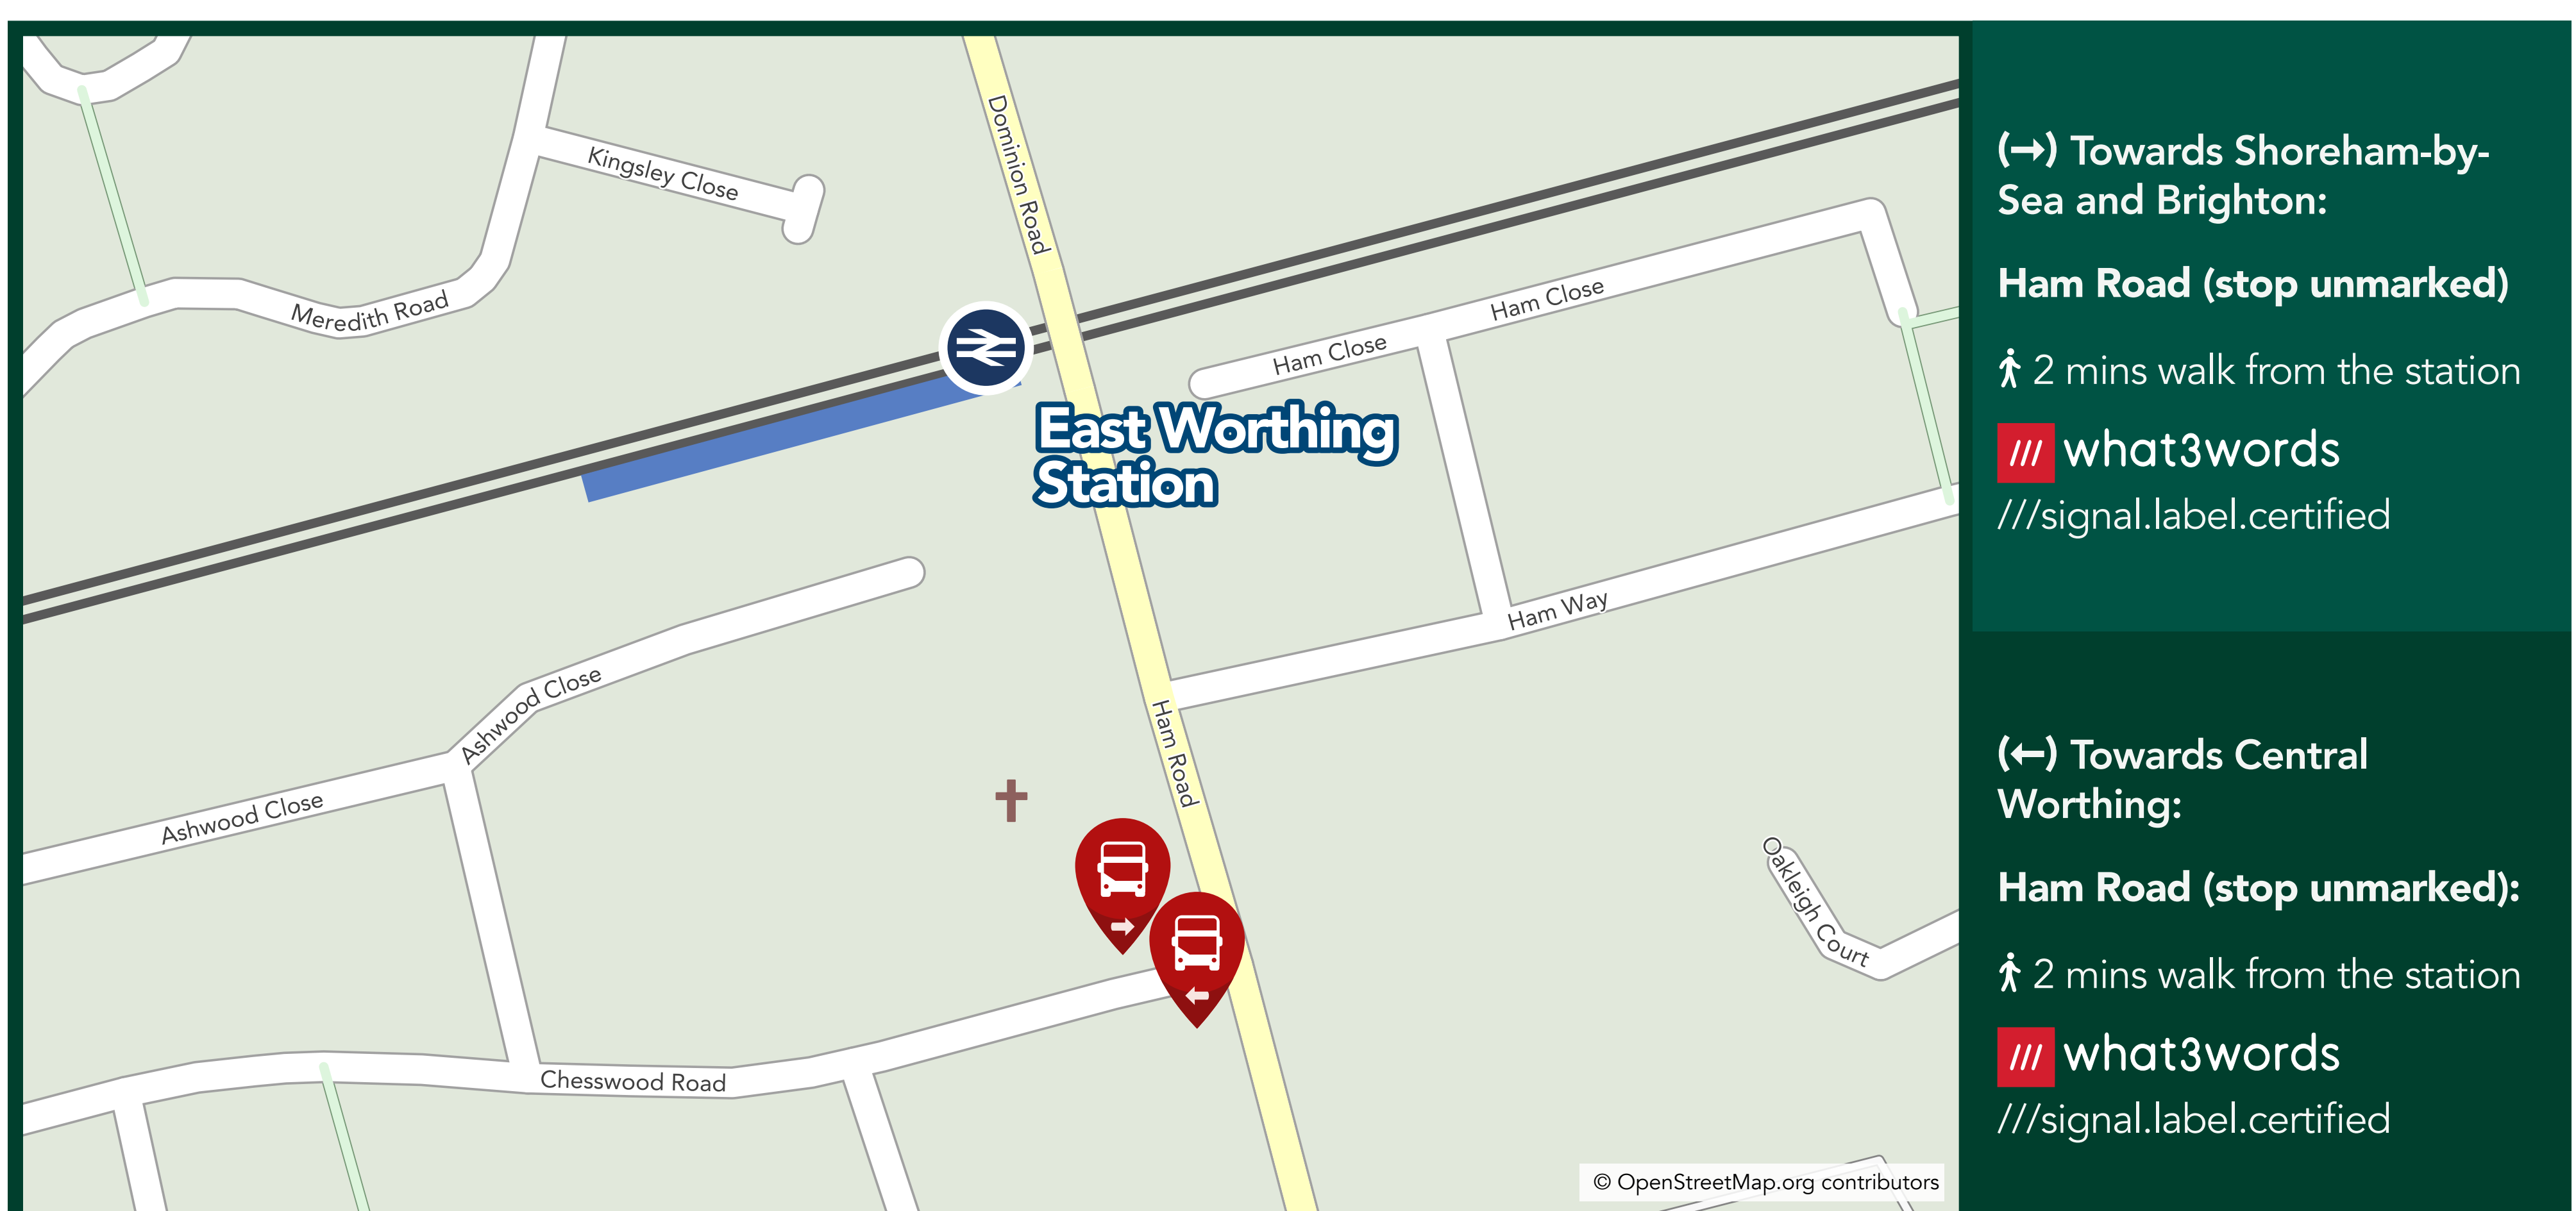 Dominion Road
Kingsley Close
Meredith Road
Ham Close
Ham Close
East Worthing
Station
Ham Way
Ashwood Close
Ashwood Close
Ham Road
Oakleigh Court
Chesswood Road
© OpenStreetMap.org contributors
(→) Towards Shoreham-by-
Sea and Brighton:
Ham Road (stop unmarked)
2 mins walk from the station
/// what3words
///signal.label.certified
(←) Towards Central
Worthing:
Ham Road (stop unmarked):
2 mins walk from the station
/// what3words
///signal.label.certified